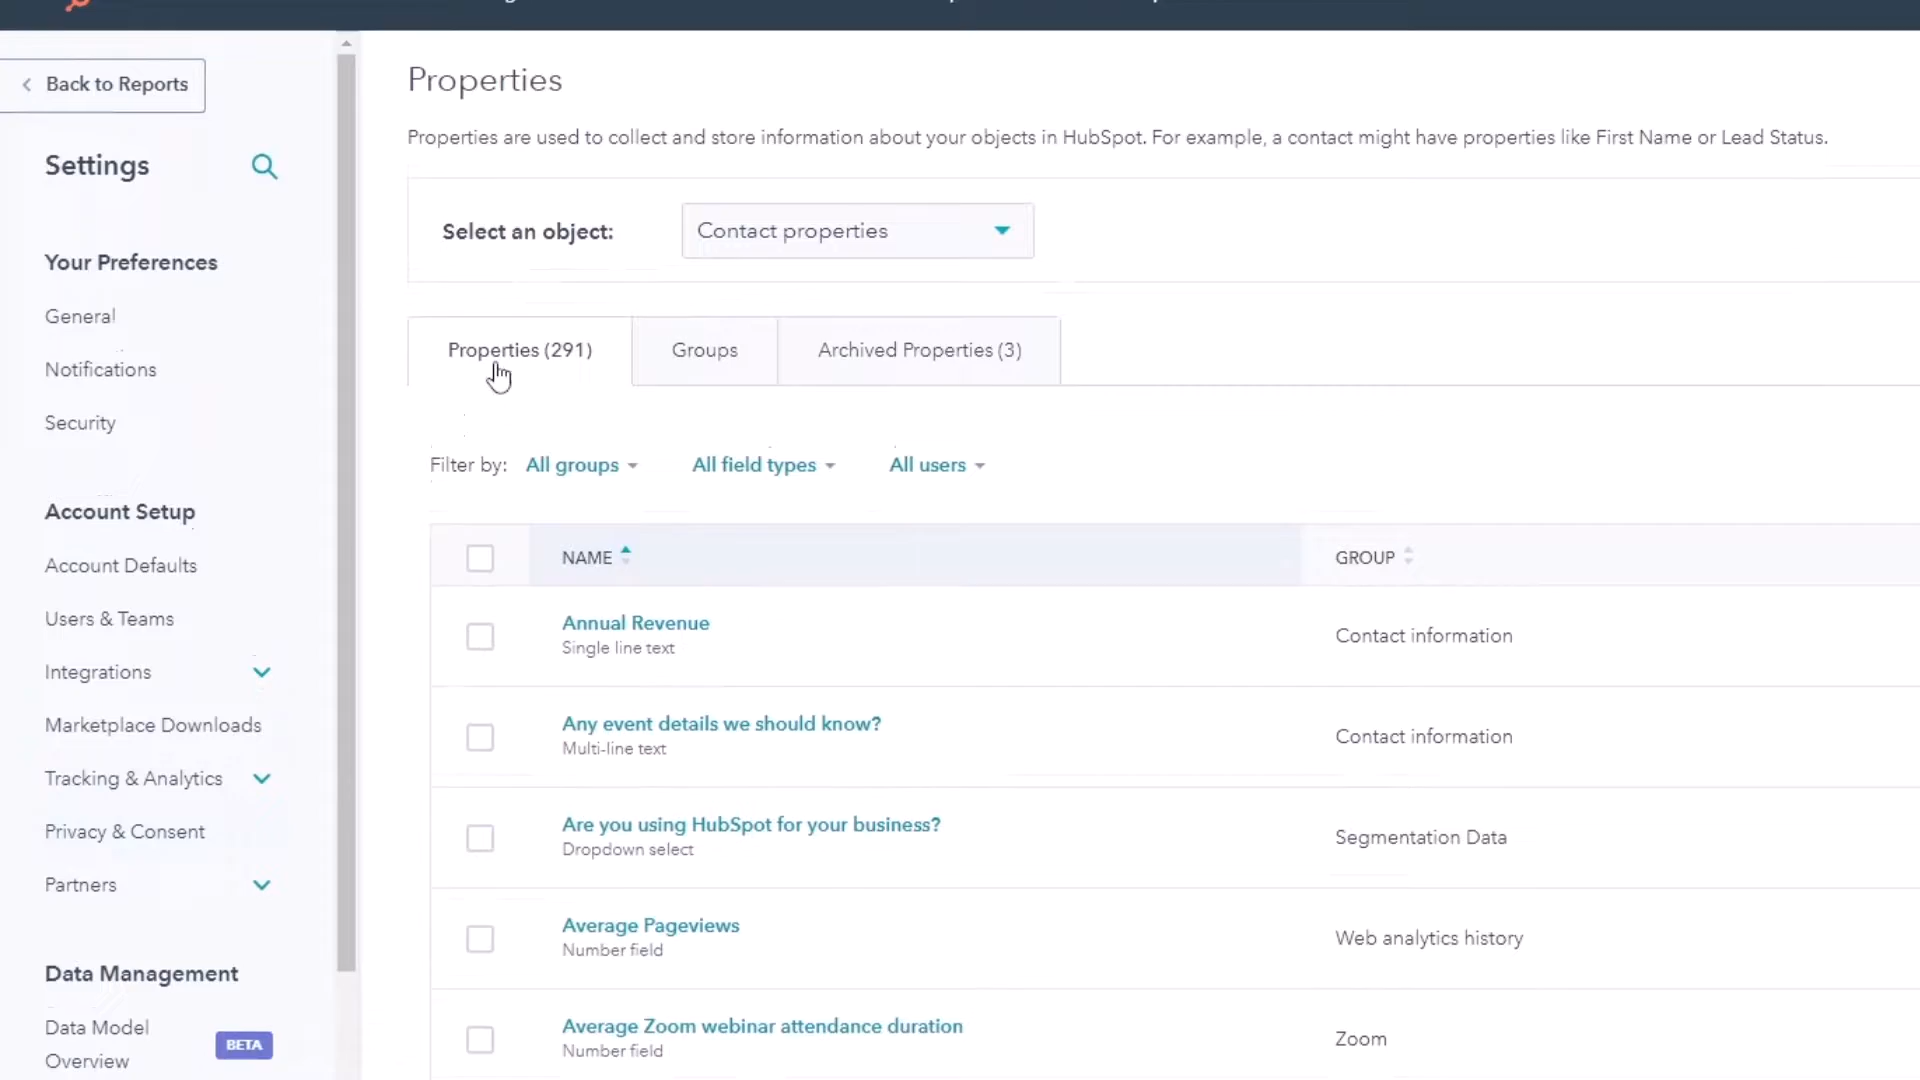 Back to Reports
Settings
Your Preferences
General
Notifications
Security
Account Setup
Account Defaults
Users & Teams
Integrations
Marketplace Downloads
Tracking & Analytics
Privacy & Consent
Partners
Data Management
Data Model
Overview
BETA
Properties
Properties are used to collect and store information about your objects in HubSpot. For example, a contact might have properties like First Name or Lead Status.
Select an object: Contact properties
Properties (291) Groups Archived Properties (3)
Filter by: All groups All field types All users
NAME GROUP
Annual Revenue
Single line text
Contact information
Any event details we should know?
Multi-line text
Contact information
Are you using HubSpot for your business?
Dropdown select
Segmentation Data
Average Pageviews
Number field
Web analytics history
Average Zoom webinar attendance duration
Number field
Zoom